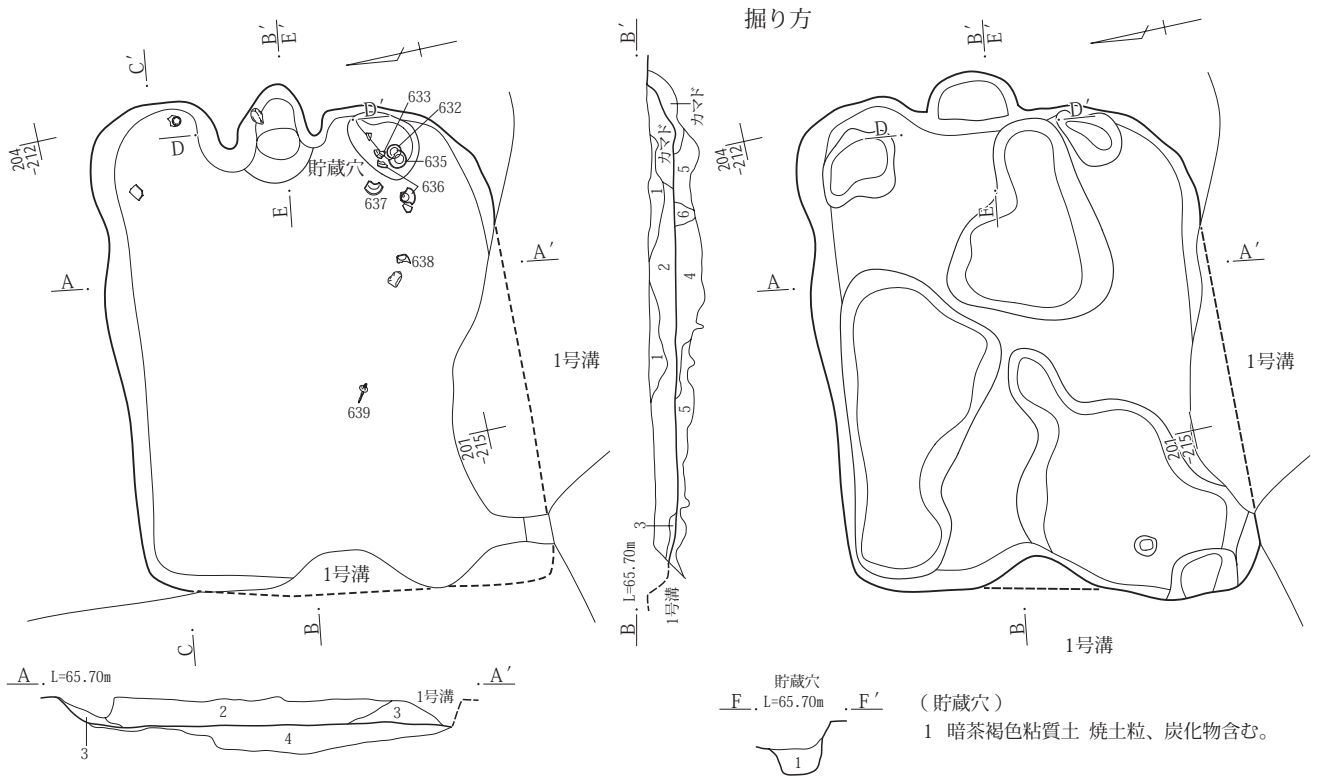 掘り方
B′
E′
C′
D′
633
632
D
貯蔵穴
635
636
637
E
204
-212
A
A′
638
639
1号溝
201
-215
1号溝
C
B
B′
カマド
カマド
5
1
6
2
4
1
5
3
B L=65.70m
1号溝
B′
E′
D
D′
204
-212
E
A
A′
1号溝
201
-215
B
1号溝
A L=65.70m
A′
1号溝
2
3
4
3
貯蔵穴
F L=65.70m F′
1
（貯蔵穴）
1 暗茶褐色粘質土 焼土粒、炭化物含む。